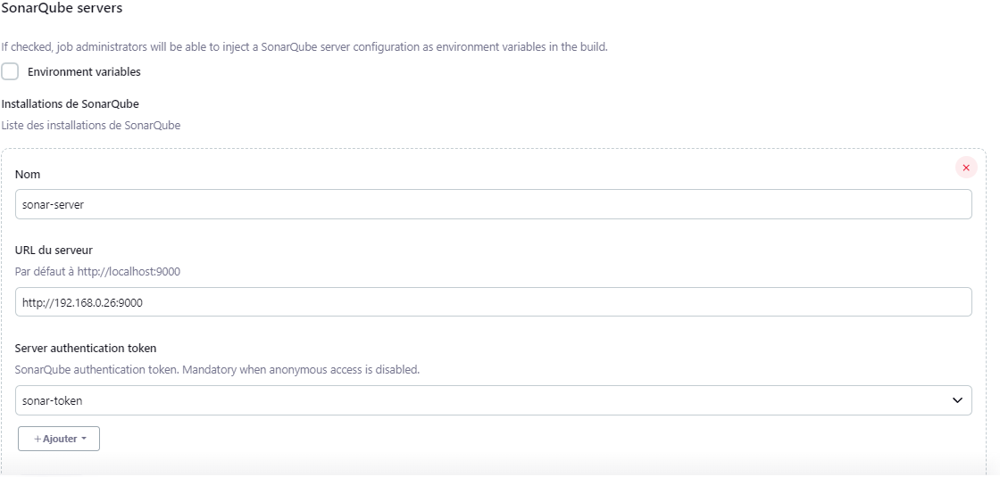 SonarQube servers
If checked, job administrators will be able to inject a SonarQube server configuration as environment variables in the build.
Environment variables
Installations de SonarQube
Liste des installations de SonarQube
Nom
sonar-server
URL du serveur
Par défaut à http://localhost:9000
http://192.168.0.26:9000
Server authentication token
SonarQube authentication token. Mandatory when anonymous access is disabled.
sonar-token
+ Ajouter